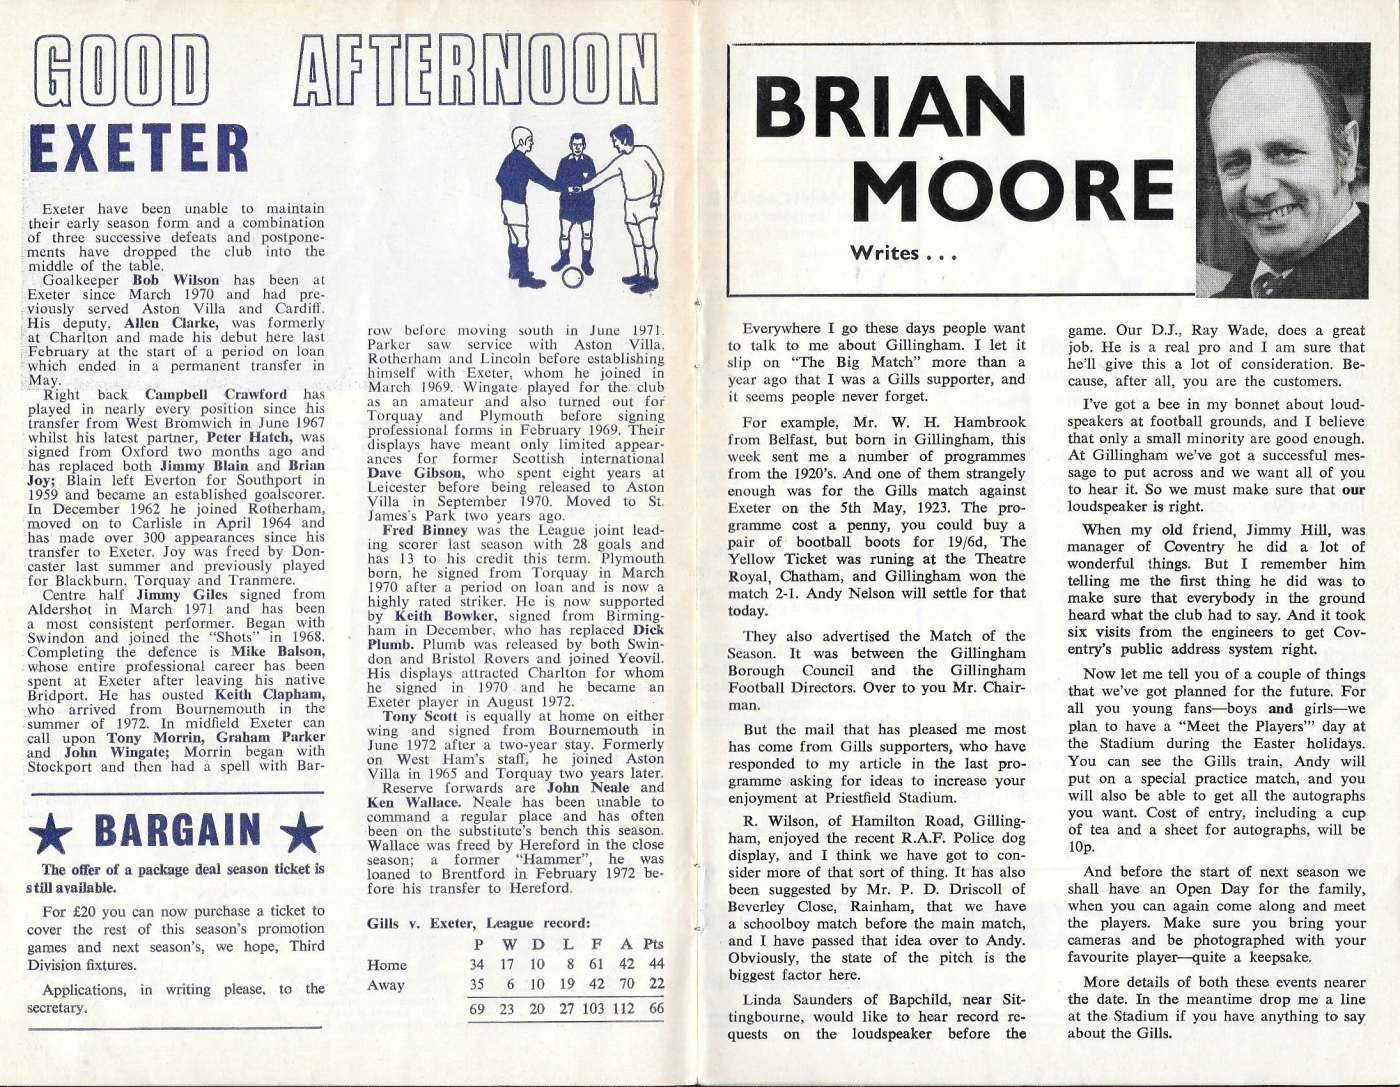 GOOD AFTERNOON
EXETER
Exeter have been unable to maintain
their early season form and a combination
of three successive defeats and postpone-
ments have dropped the club into the
middle of the table.
Goalkeeper Bob Wilson has been at
Exeter since March 1970 and had pre-
viously served Aston Villa and Cardiff.
His deputy, Allen Clarke, was formerly
at Charlton and made his debut here last
February at the start of a period on loan
which ended in a permanent transfer in
May.
Right back Campbell Crawford has
played in nearly every position since his
transfer from West Bromwich in June 1967
whilst his latest partner, Peter Hatch, was
signed from Oxford two months ago and
has replaced both Jimmy Blain and Brian
Joy; Blain left Everton for Southport in
1959 and became an established goalscorer.
In December 1962 he joined Rotherham,
moved on to Carlisle in April 1964 and
has made over 300 appearances since his
transfer to Exeter. Joy was freed by Don-
caster last summer and previously played
for Blackburn, Torquay and Tranmere.
Centre half Jimmy Giles signed from
Aldershot in March 1971 and has been
a most consistent performer. Began with
Swindon and joined the "Shots" in 1968.
Completing the defence is Mike Balson,
whose entire professional career has been
spent at Exeter after leaving his native
Bridport. He has ousted Keith Clapham,
who arrived from Bournemouth in the
summer of 1972. In midfield Exeter can
call upon Tony Morrin, Graham Parker
and John Wingate; Morrin began with
Stockport and then had a spell with Bar-
row before moving south in June 1971.
Parker saw service with Aston Villa,
Rotherham and Lincoln before establishing
himself with Exeter, whom he joined in
March 1969. Wingate played for the club
as an amateur and also turned out for
Torquay and Plymouth before signing
professional forms in February 1969. Their
displays have meant only limited appear-
ances for former Scottish international
Dave Gibson, who spent eight years at
Leicester before being released to Aston
Villa in September 1970. Moved to St.
James's Park two years ago.
Fred Binney was the League joint lead-
ing scorer last season with 28 goals and
has 13 to his credit this term. Plymouth
born, he signed from Torquay in March
1970 after a period on loan and is now a
highly rated striker. He is now supported
by Keith Bowker, signed from Birming-
ham in December, who has replaced Dick
Plumb. Plumb was released by both Swin-
don and Bristol Rovers and joined Yeovil.
His displays attracted Charlton for whom
he signed in 1970 and he became an
Exeter player in August 1972.
Tony Scott is equally at home on either
wing and signed from Bournemouth in
June 1972 after a two-year stay. Formerly
on West Ham's staff, he joined Aston
Villa in 1965 and Torquay two years later.
Reserve forwards are John Neale and
Ken Wallace. Neale has been unable to
command a regular place and has often
been on the substitute's bench this season.
Wallace was freed by Hereford in the close
season; a former "Hammer", he was
loaned to Brentford in February 1972 be-
fore his transfer to Hereford.
Gills v. Exeter, League record:
P W D L F A Pts
Home 34 17 10 8 61 42 44
Away 35 6 10 19 42 70 22
69 23 20 27 103 112 66
BARGAIN
The offer of a package deal season ticket is
still available.
For £20 you can now purchase a ticket to
cover the rest of this season's promotion
games and next season's, we hope, Third
Division fixtures.
Applications, in writing please, to the
secretary.
BRIAN
MOORE
Writes . . .
Everywhere I go these days people want
to talk to me about Gillingham. I let it
slip on "The Big Match" more than a
year ago that I was a Gills supporter, and
it seems people never forget.
For example, Mr. W. H. Hambrook
from Belfast, but born in Gillingham, this
week sent me a number of programmes
from the 1920's. And one of them strangely
enough was for the Gills match against
Exeter on the 5th May, 1923. The pro-
gramme cost a penny, you could buy a
pair of bootball boots for 19/6d, The
Yellow Ticket was runing at the Theatre
Royal, Chatham, and Gillingham won the
match 2-1. Andy Nelson will settle for that
today.
They also advertised the Match of the
Season. It was between the Gillingham
Borough Council and the Gillingham
Football Directors. Over to you Mr. Chair-
man.
But the mail that has pleased me most
has come from Gills supporters, who have
responded to my article in the last pro-
gramme asking for ideas to increase your
enjoyment at Priestfield Stadium.
R. Wilson, of Hamilton Road, Gilling-
ham, enjoyed the recent R.A.F. Police dog
display, and I think we have got to con-
sider more of that sort of thing. It has also
been suggested by Mr. P. D. Driscoll of
Beverley Close, Rainham, that we have
a schoolboy match before the main match,
and I have passed that idea over to Andy.
Obviously, the state of the pitch is the
biggest factor here.
Linda Saunders of Bapchild, near Sit-
tingbourne, would like to hear record re-
quests on the loudspeaker before the
game. Our D.J., Ray Wade, does a great
job. He is a real pro and I am sure that
he'll give this a lot of consideration. Be-
cause, after all, you are the customers.
I've got a bee in my bonnet about loud-
speakers at football grounds, and I believe
that only a small minority are good enough.
At Gillingham we've got a successful mes-
sage to put across and we want all of you
to hear it. So we must make sure that our
loudspeaker is right.
When my old friend, Jimmy Hill, was
manager of Coventry he did a lot of
wonderful things. But I remember him
telling me the first thing he did was to
make sure that everybody in the ground
heard what the club had to say. And it took
six visits from the engineers to get Cov-
entry's public address system right.
Now let me tell you of a couple of things
that we've got planned for the future. For
all you young fans—boys and girls—we
plan to have a "Meet the Players'" day at
the Stadium during the Easter holidays.
You can see the Gills train, Andy will
put on a special practice match, and you
will also be able to get all the autographs
you want. Cost of entry, including a cup
of tea and a sheet for autographs, will be
10p.
And before the start of next season we
shall have an Open Day for the family,
when you can again come along and meet
the players. Make sure you bring your
cameras and be photographed with your
favourite player—quite a keepsake.
More details of both these events nearer
the date. In the meantime drop me a line
at the Stadium if you have anything to say
about the Gills.